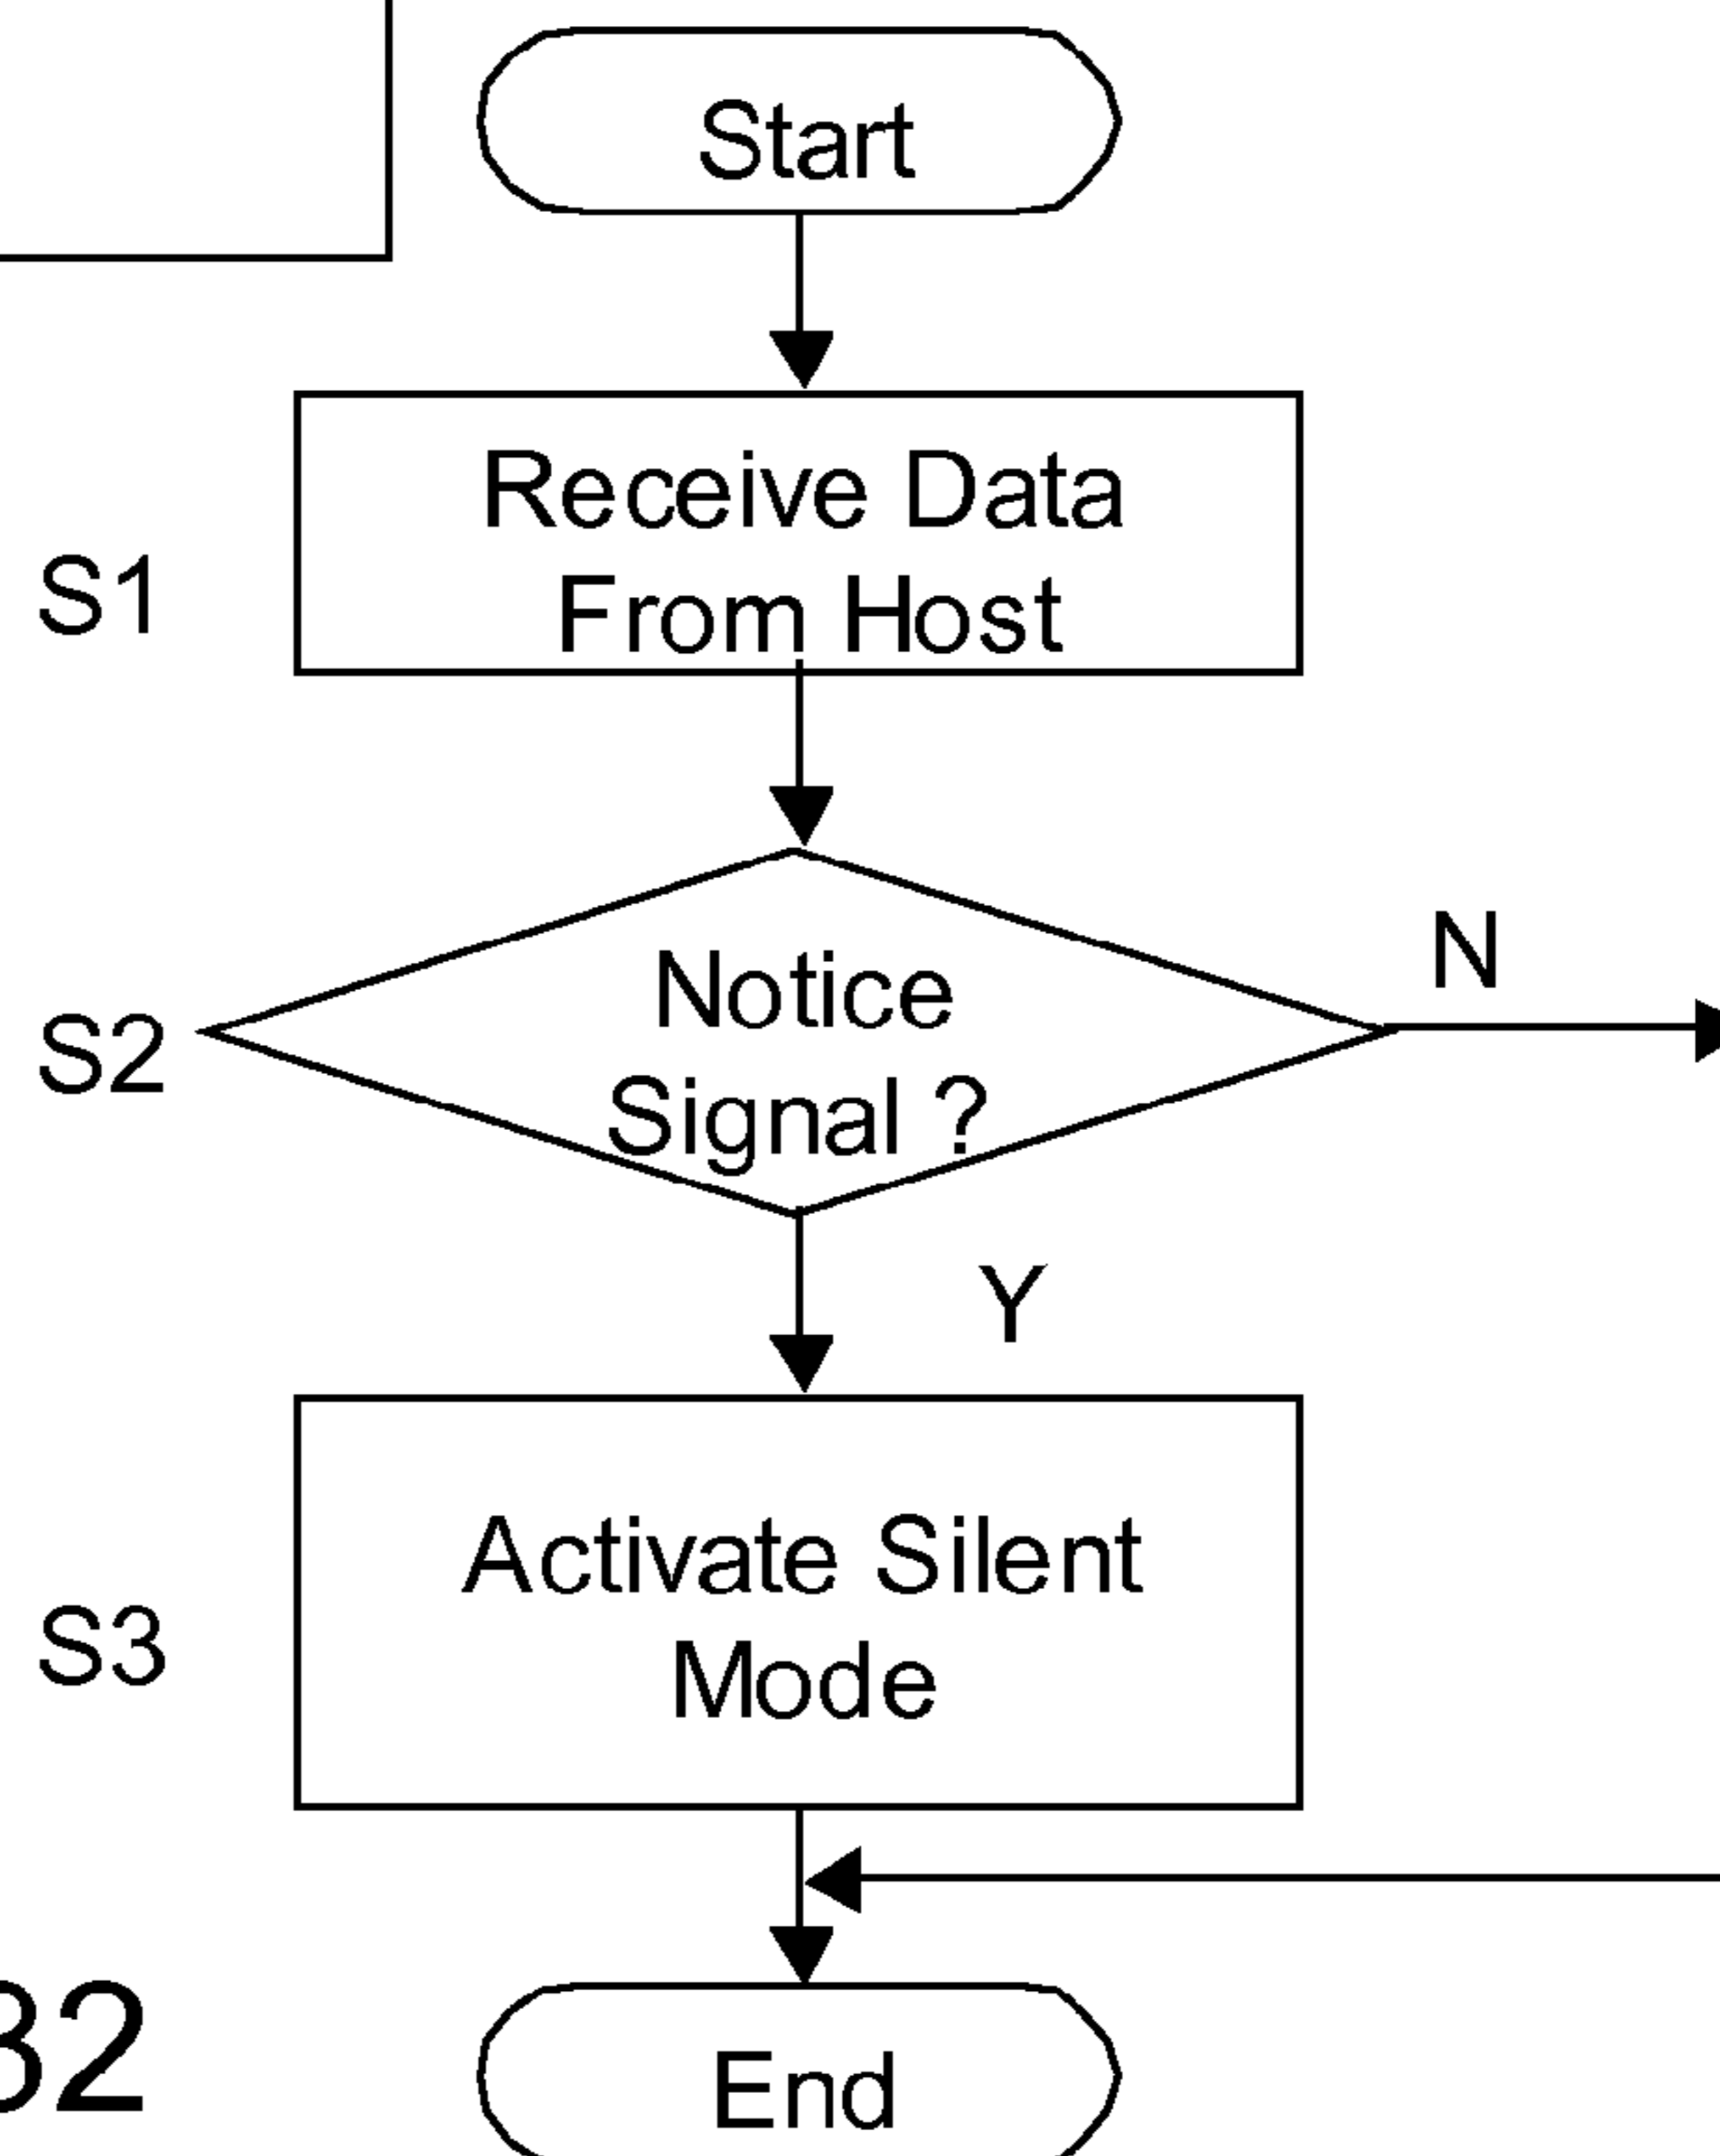 Start
Receive Data
From Host
S1
N
Notice
S2
Signal ?
Y
Activate Silent
S3
Mode
End